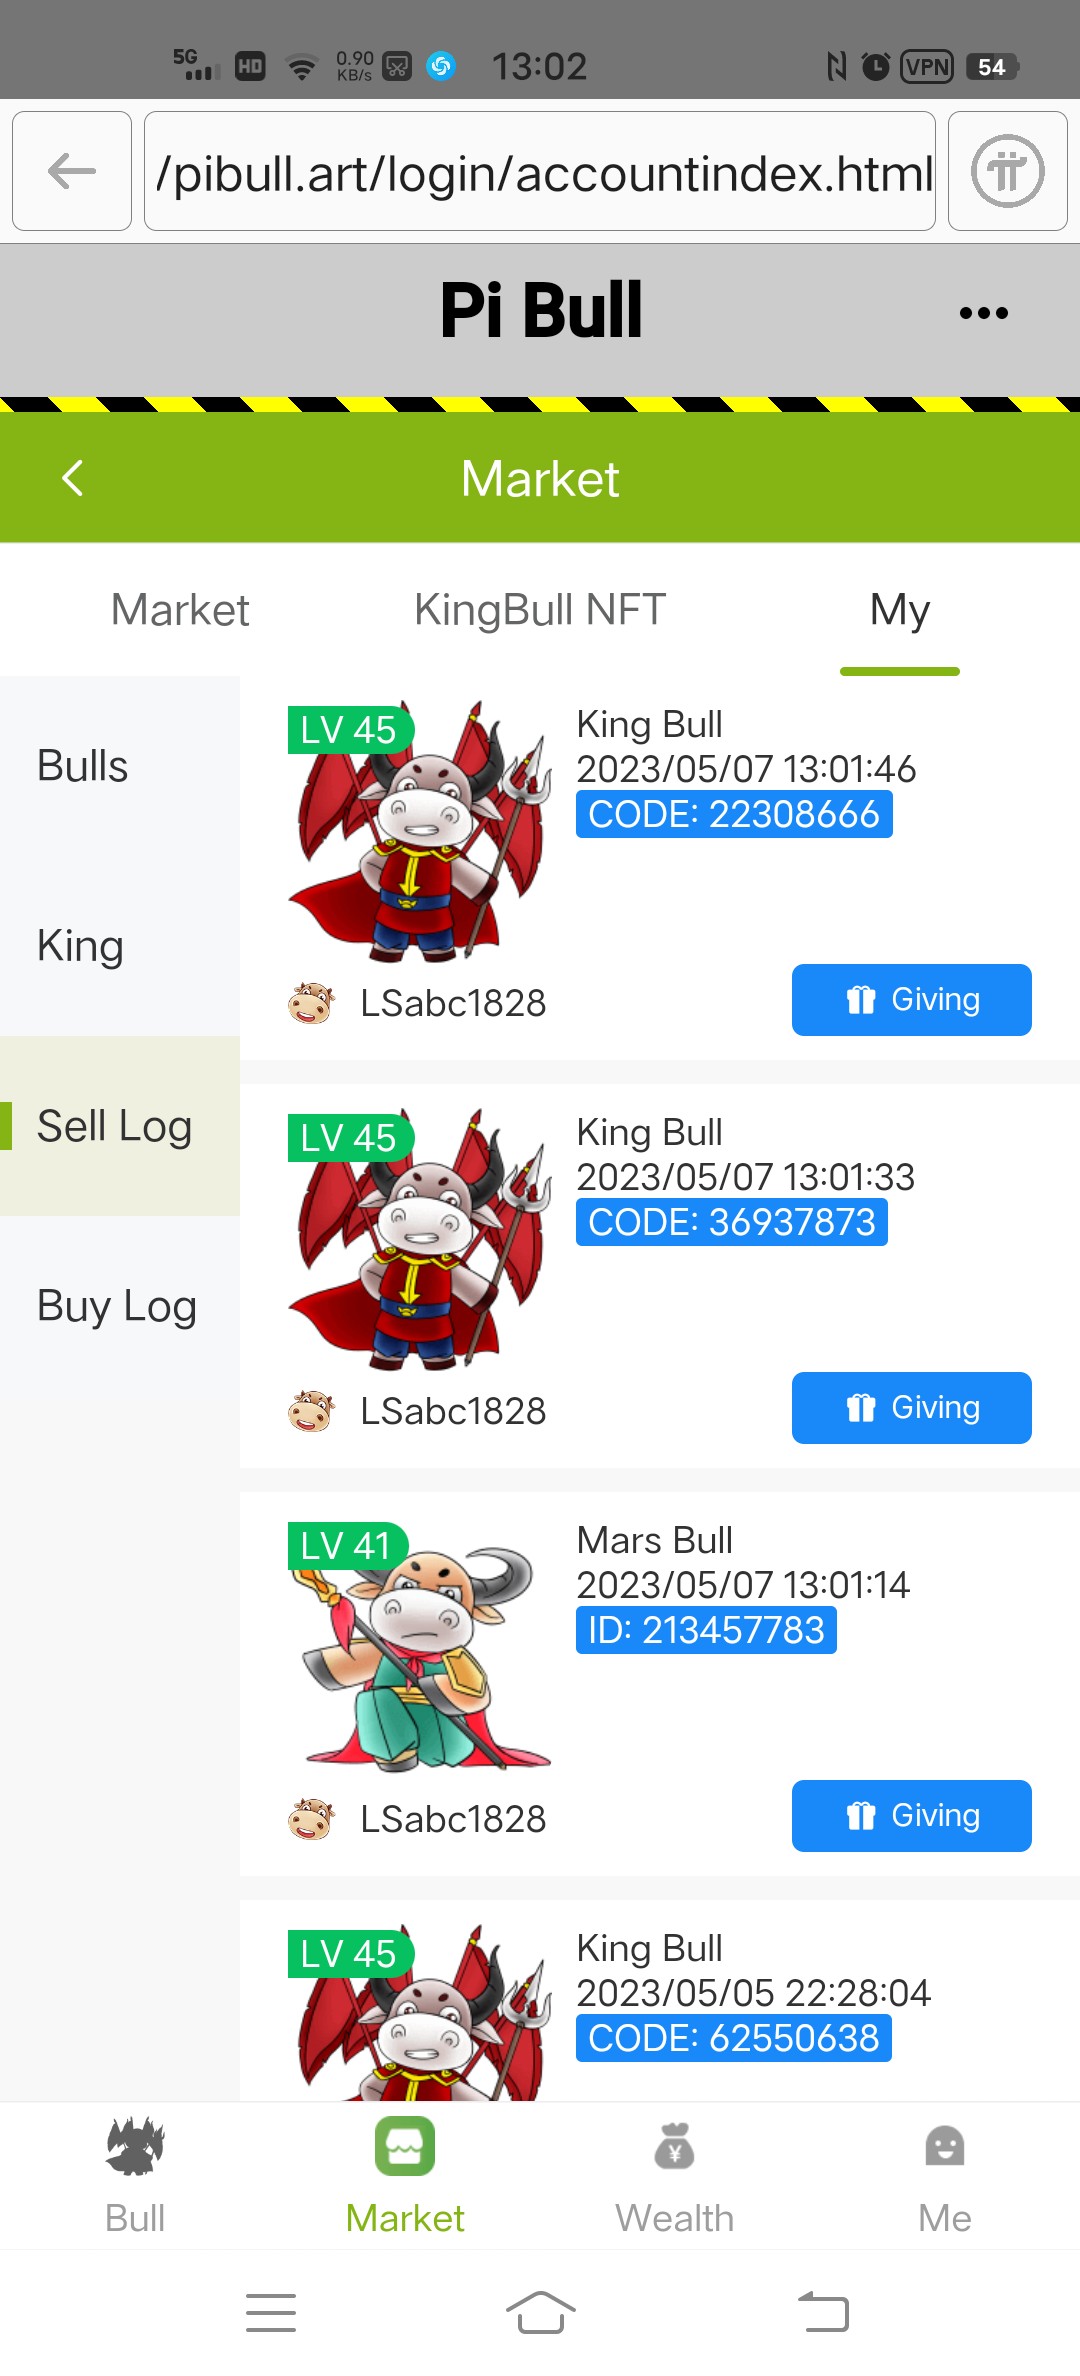 5G HD 0.90 KB/s 13:02 VPN 54
/pibull.art/login/accountindex.html
Pi Bull
Market
Market KingBull NFT My
Bulls
King
Sell Log
Buy Log
LV 45
King Bull
2023/05/07 13:01:46
CODE: 22308666
LSabc1828
Giving
LV 45
King Bull
2023/05/07 13:01:33
CODE: 36937873
LSabc1828
Giving
LV 41
Mars Bull
2023/05/07 13:01:14
ID: 213457783
LSabc1828
Giving
LV 45
King Bull
2023/05/05 22:28:04
CODE: 62550638
Bull Market Wealth Me